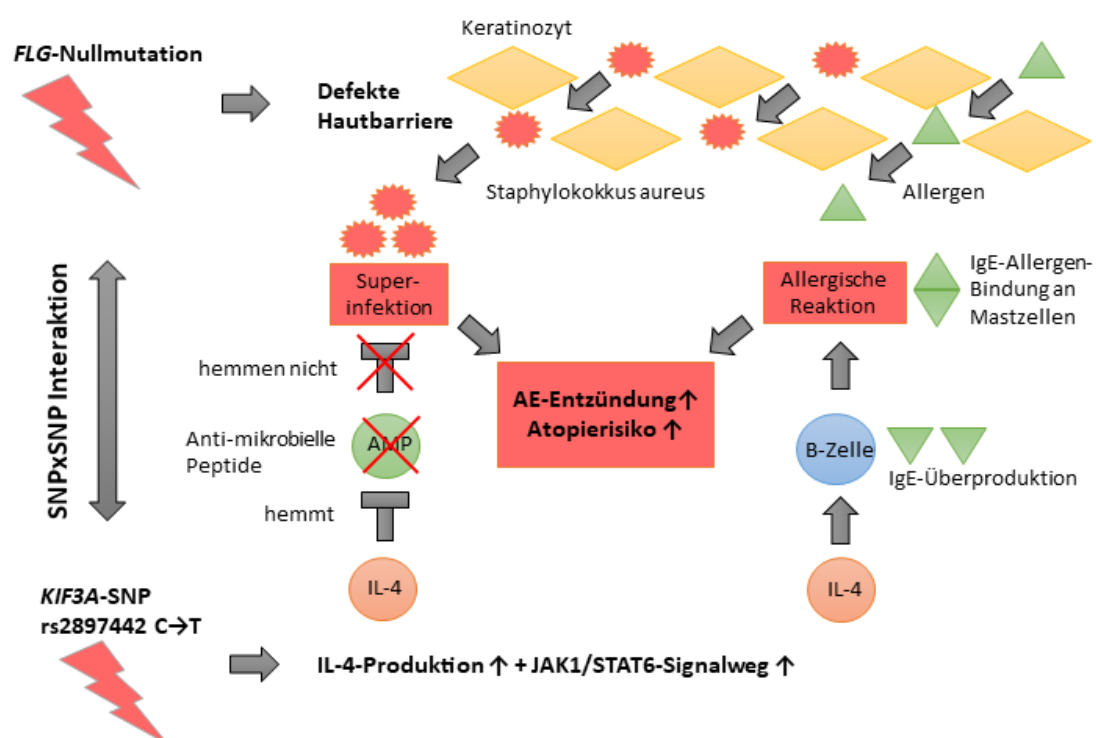 Keratinozyt
FLG-Nullmutation
Defekte
Hautbarriere
Staphylokokkus aureus
Allergen
SNPxSNP Interaktion
Super-
infektion
Allergische
Reaktion
IgE-Allergen-
Bindung an
Mastzellen
hemmen nicht
AE-Entzündung↑
Atopierisiko ↑
Anti-mikrobielle
Peptide
AMP
B-Zelle
IgE-Überproduktion
hemmt
IL-4
IL-4
KIF3A-SNP
rs2897442 C→T
IL-4-Produktion ↑ + JAK1/STAT6-Signalweg ↑